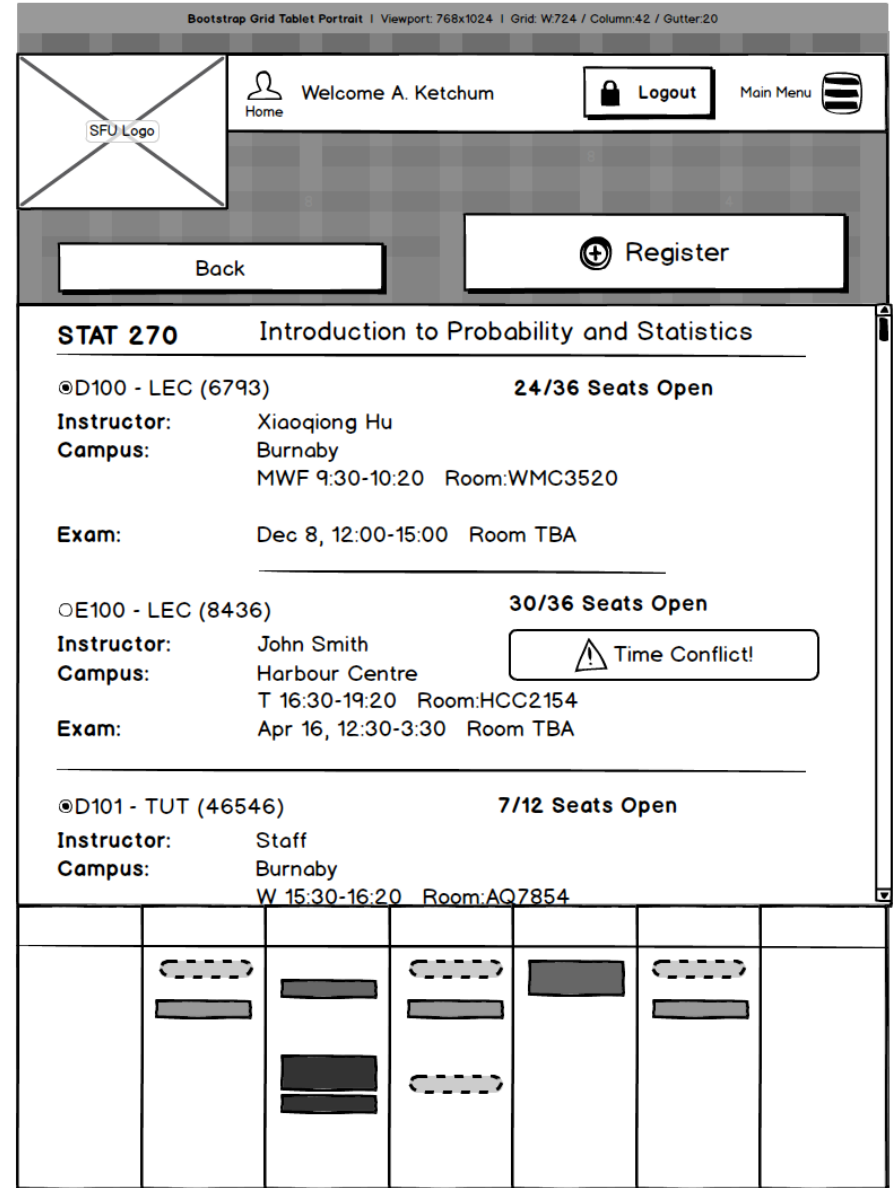 Bootstrap Grid Tablet Portrait | Viewport: 768x1024 | Grid: W:724 / Column:42 / Gutter:20
SFU Logo
Home
Welcome A. Ketchum
Logout
Main Menu
8
8
4
Back
Register
STAT 270 Introduction to Probability and Statistics
D100 - LEC (6793) 24/36 Seats Open
Instructor: Xiaoqiong Hu
Campus: Burnaby
MWF 9:30-10:20 Room:WMC3520
Exam: Dec 8, 12:00-15:00 Room TBA
E100 - LEC (8436) 30/36 Seats Open
Instructor: John Smith
Time Conflict!
Campus: Harbour Centre
T 16:30-19:20 Room:HCC2154
Exam: Apr 16, 12:30-3:30 Room TBA
D101 - TUT (46546) 7/12 Seats Open
Instructor: Staff
Campus: Burnaby
W 15:30-16:20 Room:AQ7854